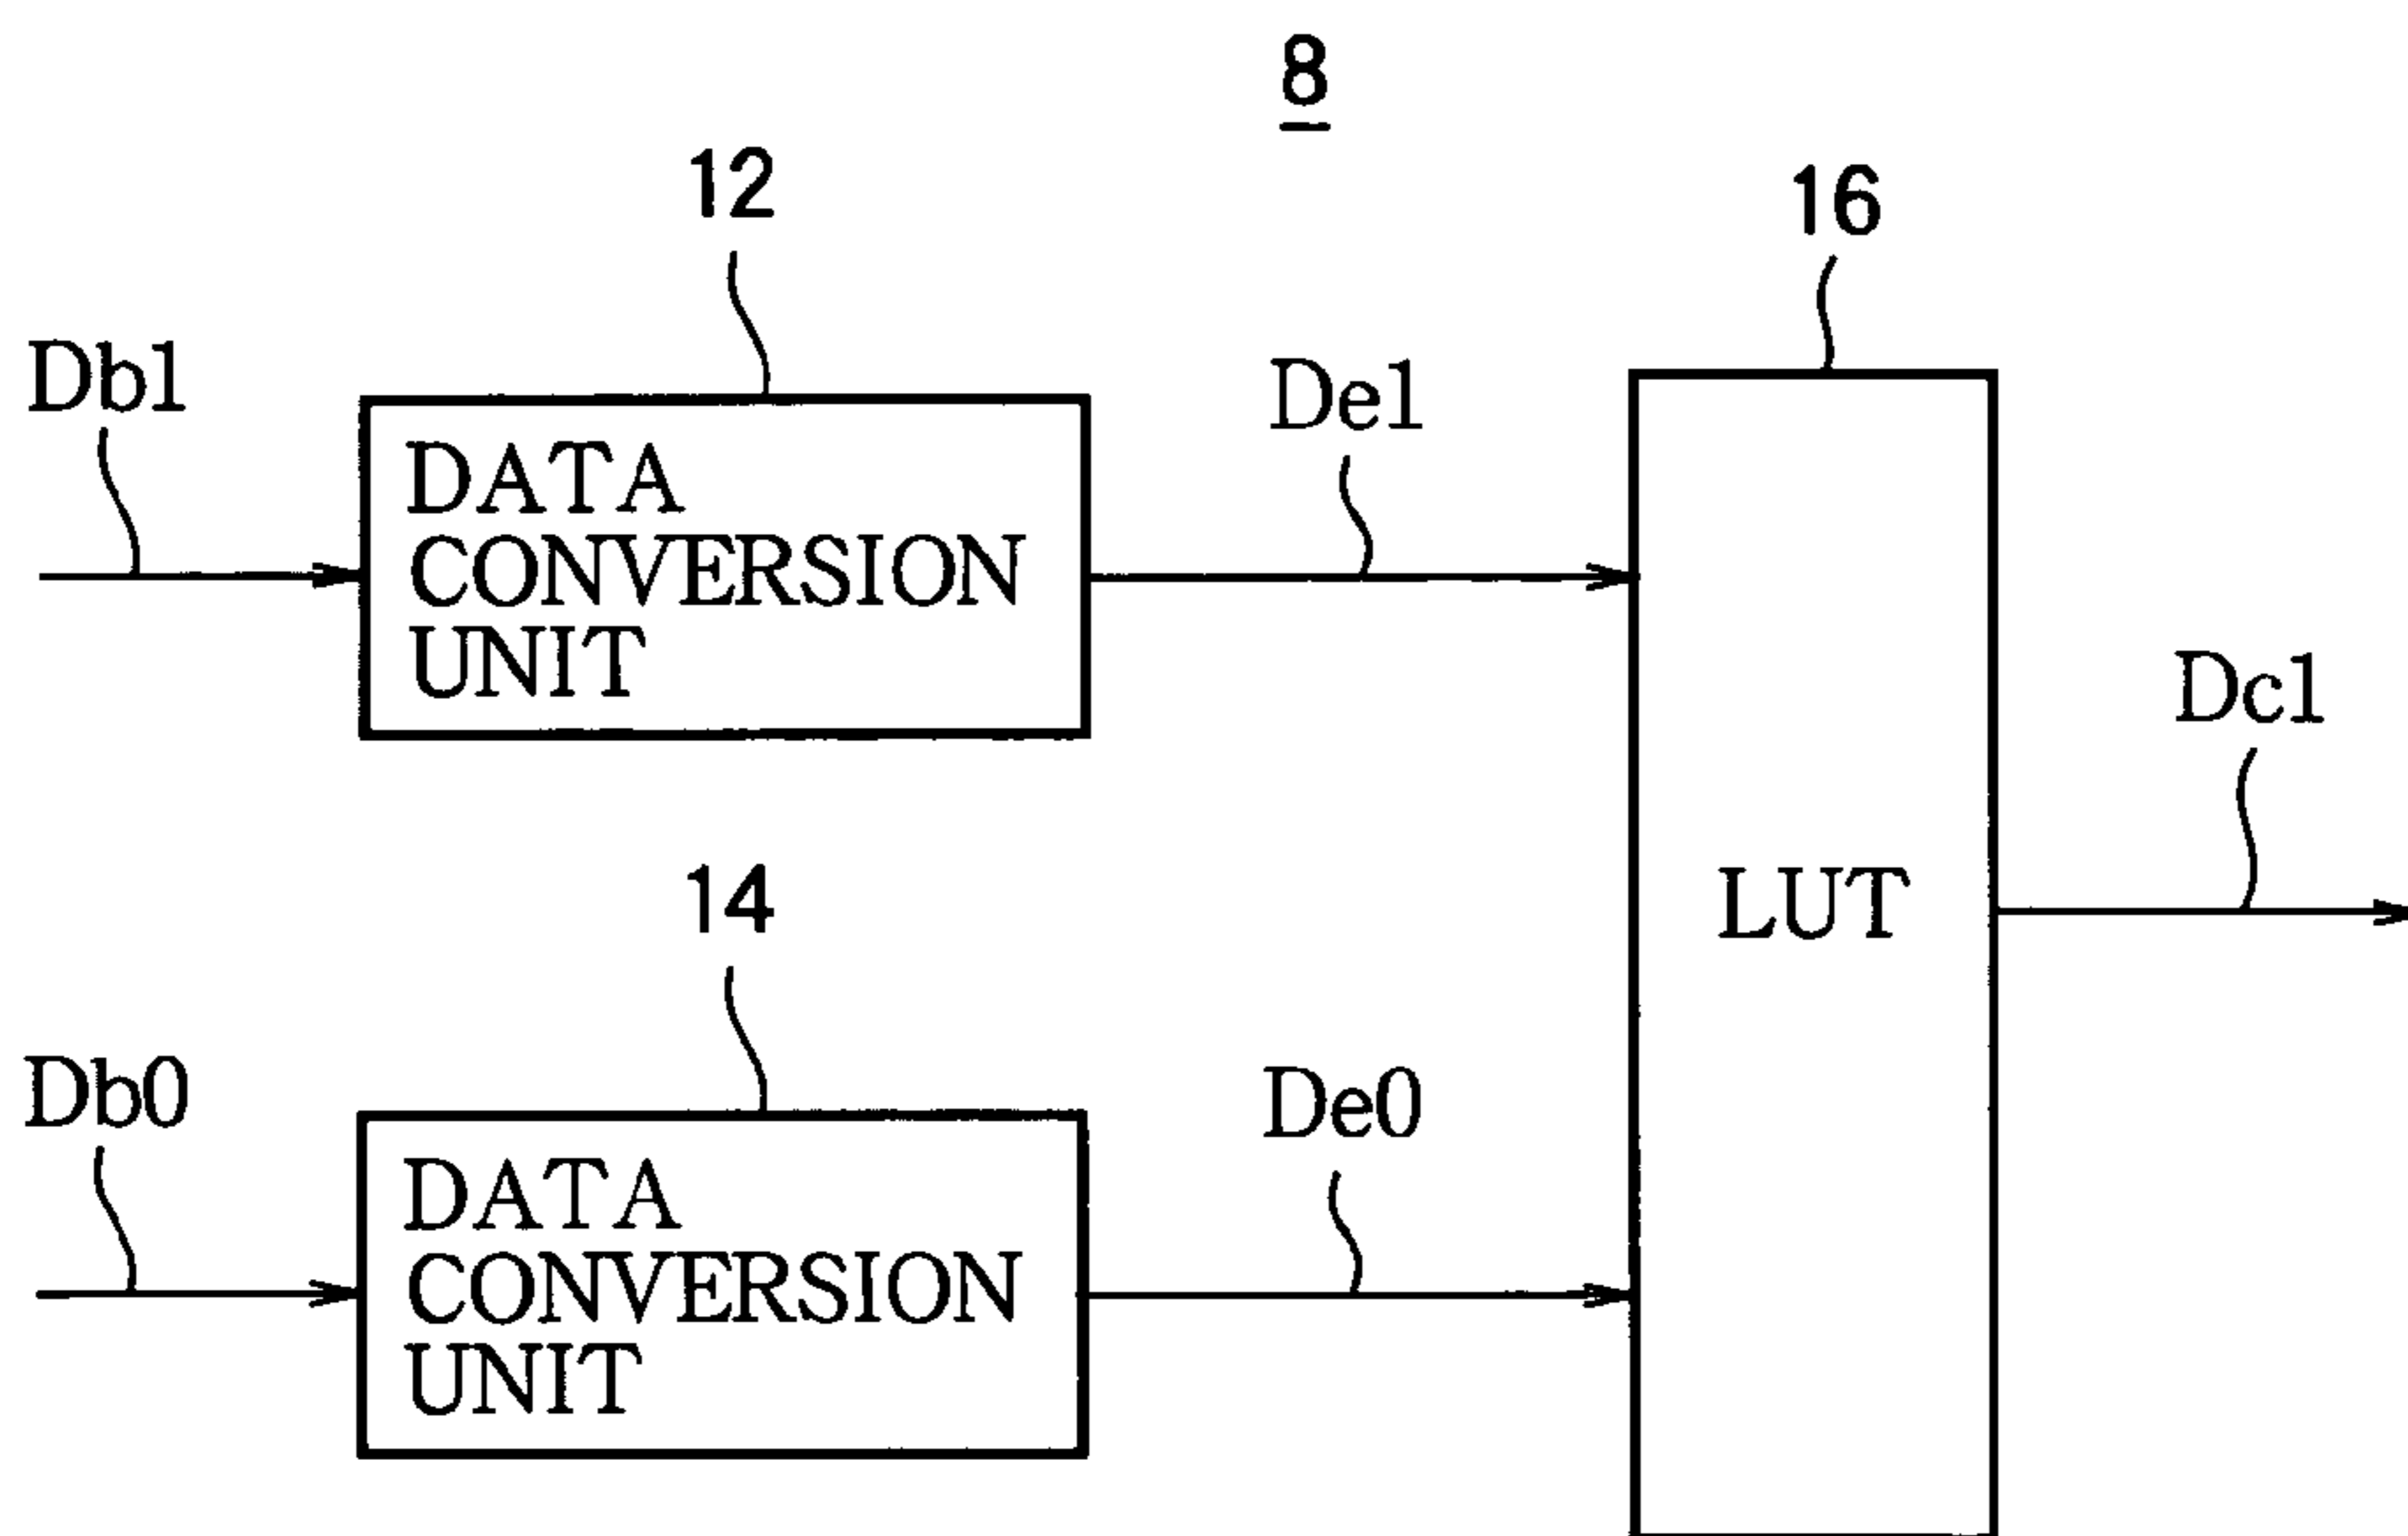 8
12
16
Db1
De1
DATA
CONVERSION
UNIT
Dc1
LUT
14
Db0
De0
DATA
CONVERSION
UNIT